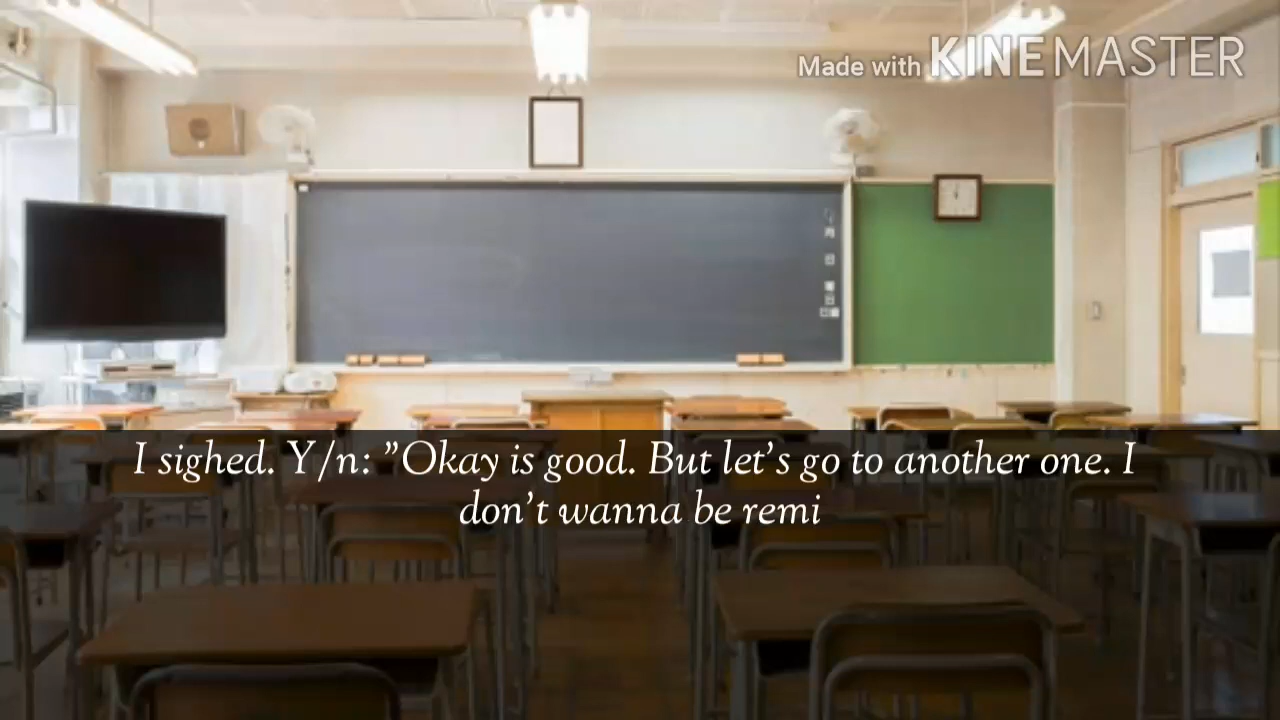 Made with KINEMASTER
I sighed. Y/n: ”Okay is good. But let’s go to another one. I
don’t wanna be remi